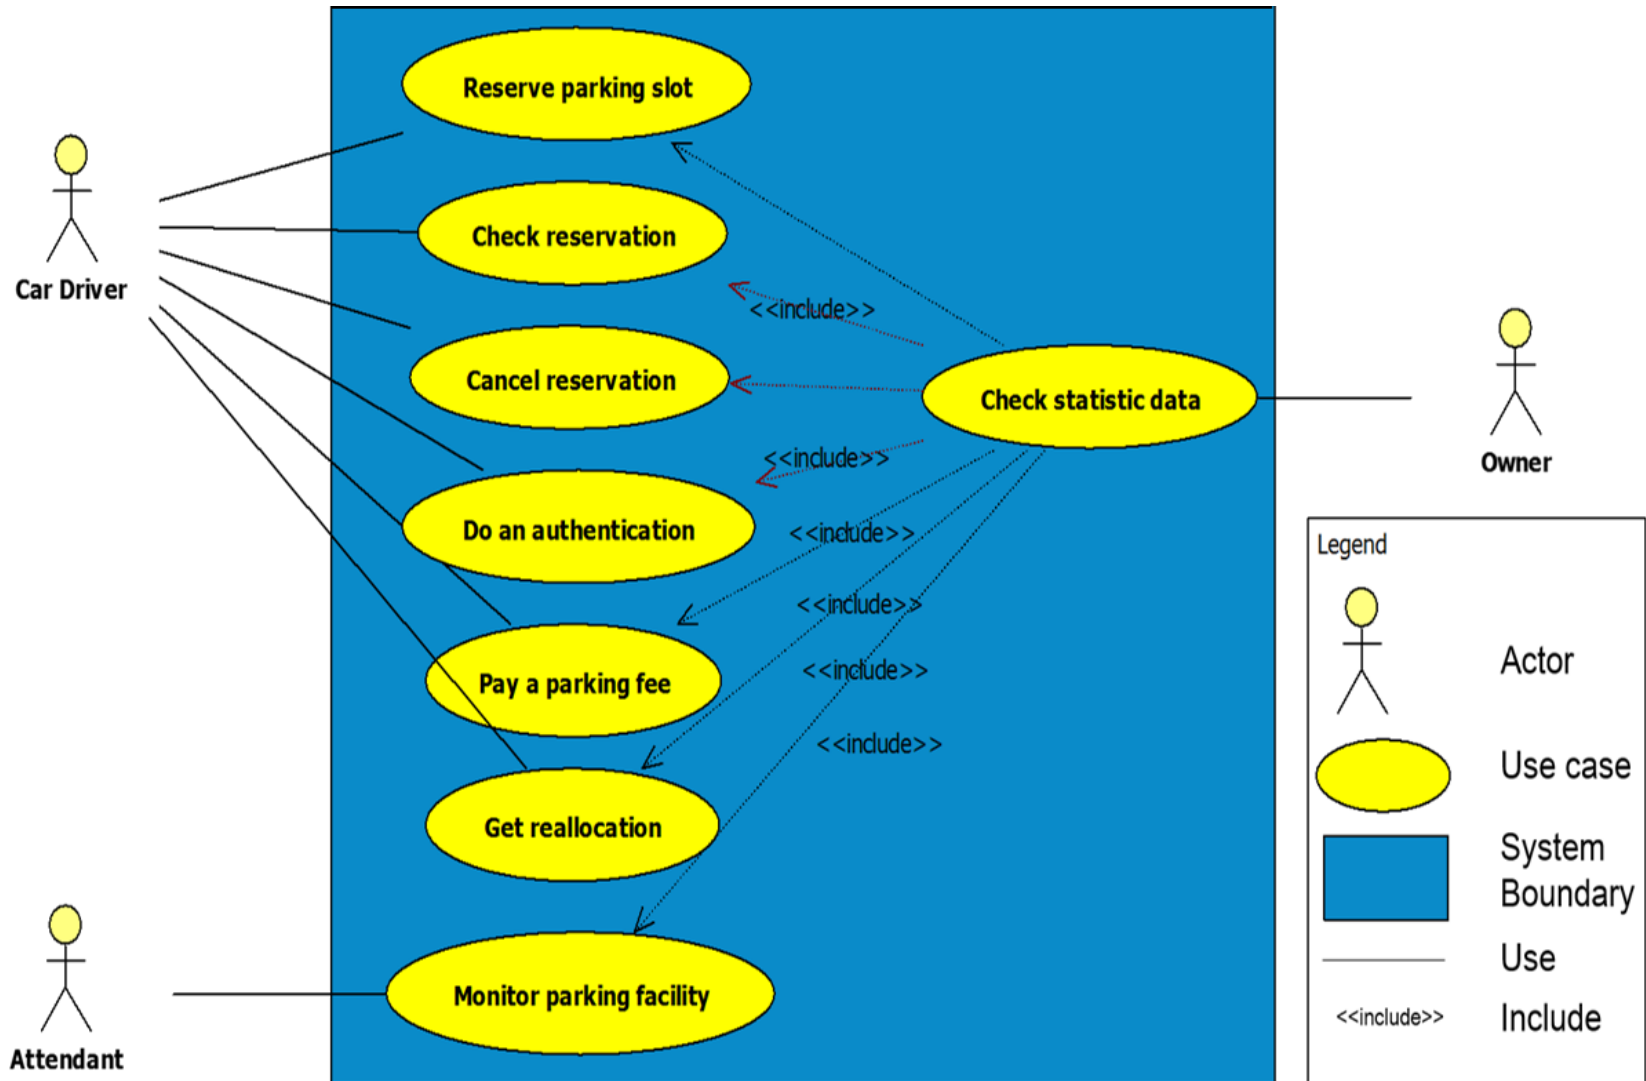 Reserve parking slot
Check reservation
Car Driver
<<include>>
Cancel reservation
Check statistic data
<<include>>
Owner
Do an authentication
<<include>>
<<include>>
Pay a parking fee
<<include>>
<<include>>
Get reallocation
Monitor parking facility
Attendant
Legend
Actor
Use case
System
Boundary
Use
<<include>> Include